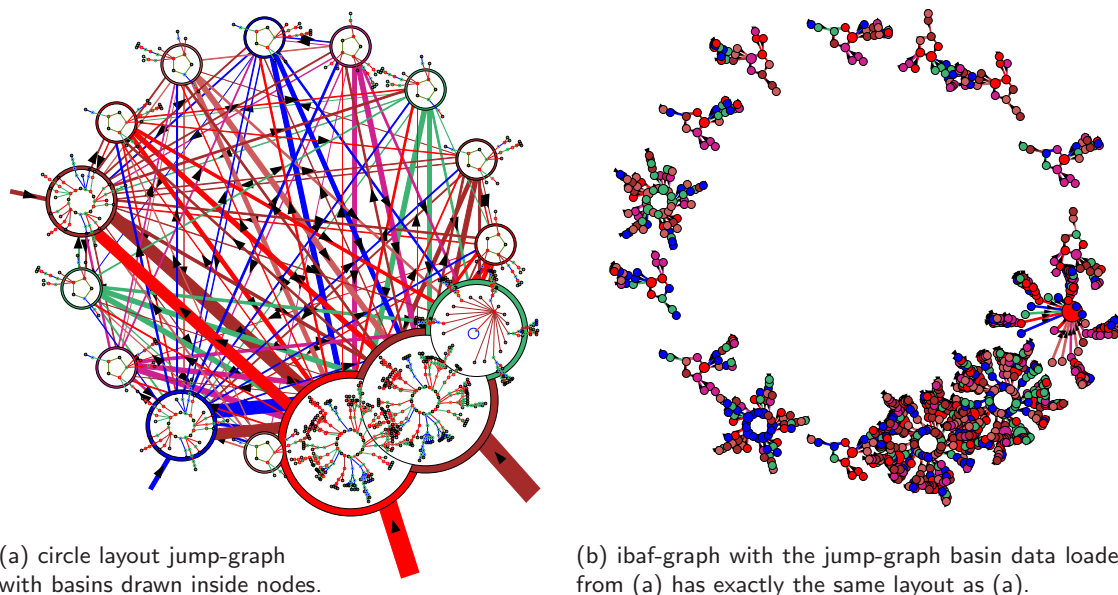 (a) circle layout jump-graph
with basins drawn inside nodes.
(b) ibaf-graph with the jump-graph basin data loade
from (a) has exactly the same layout as (a).